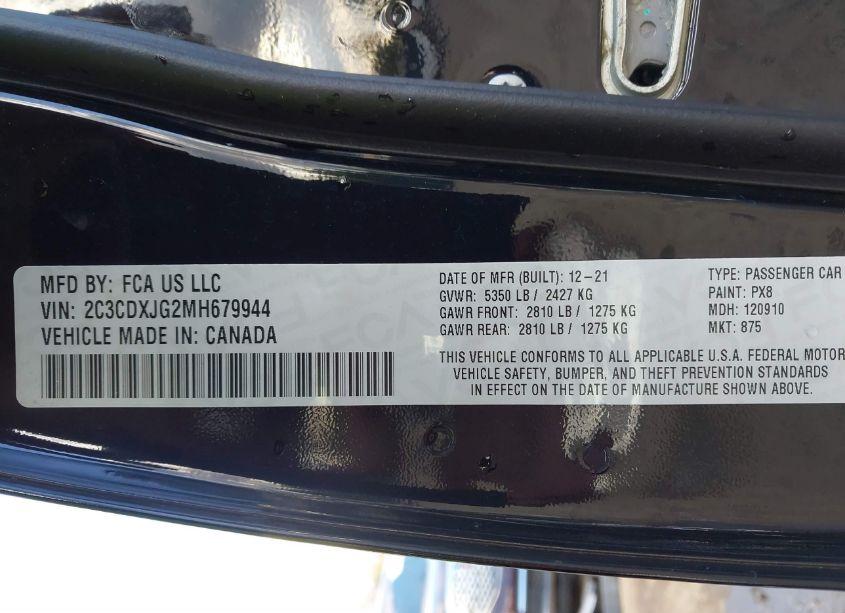 MFD BY: FCA US LLC
VIN: 2C3CDXJG2MH679944
VEHICLE MADE IN: CANADA
DATE OF MFR (BUILT): 12-21
GVWR: 5350 LB / 2427 KG
GAWR FRONT: 2810 LB / 1275 KG
GAWR REAR: 2810 LB / 1275 KG
TYPE: PASSENGER CAR
PAINT: PX8
MDH: 120910
MKT: 875
THIS VEHICLE CONFORMS TO ALL APPLICABLE U.S.A. FEDERAL MOTOR
VEHICLE SAFETY, BUMPER, AND THEFT PREVENTION STANDARDS
IN EFFECT ON THE DATE OF MANUFACTURE SHOWN ABOVE.